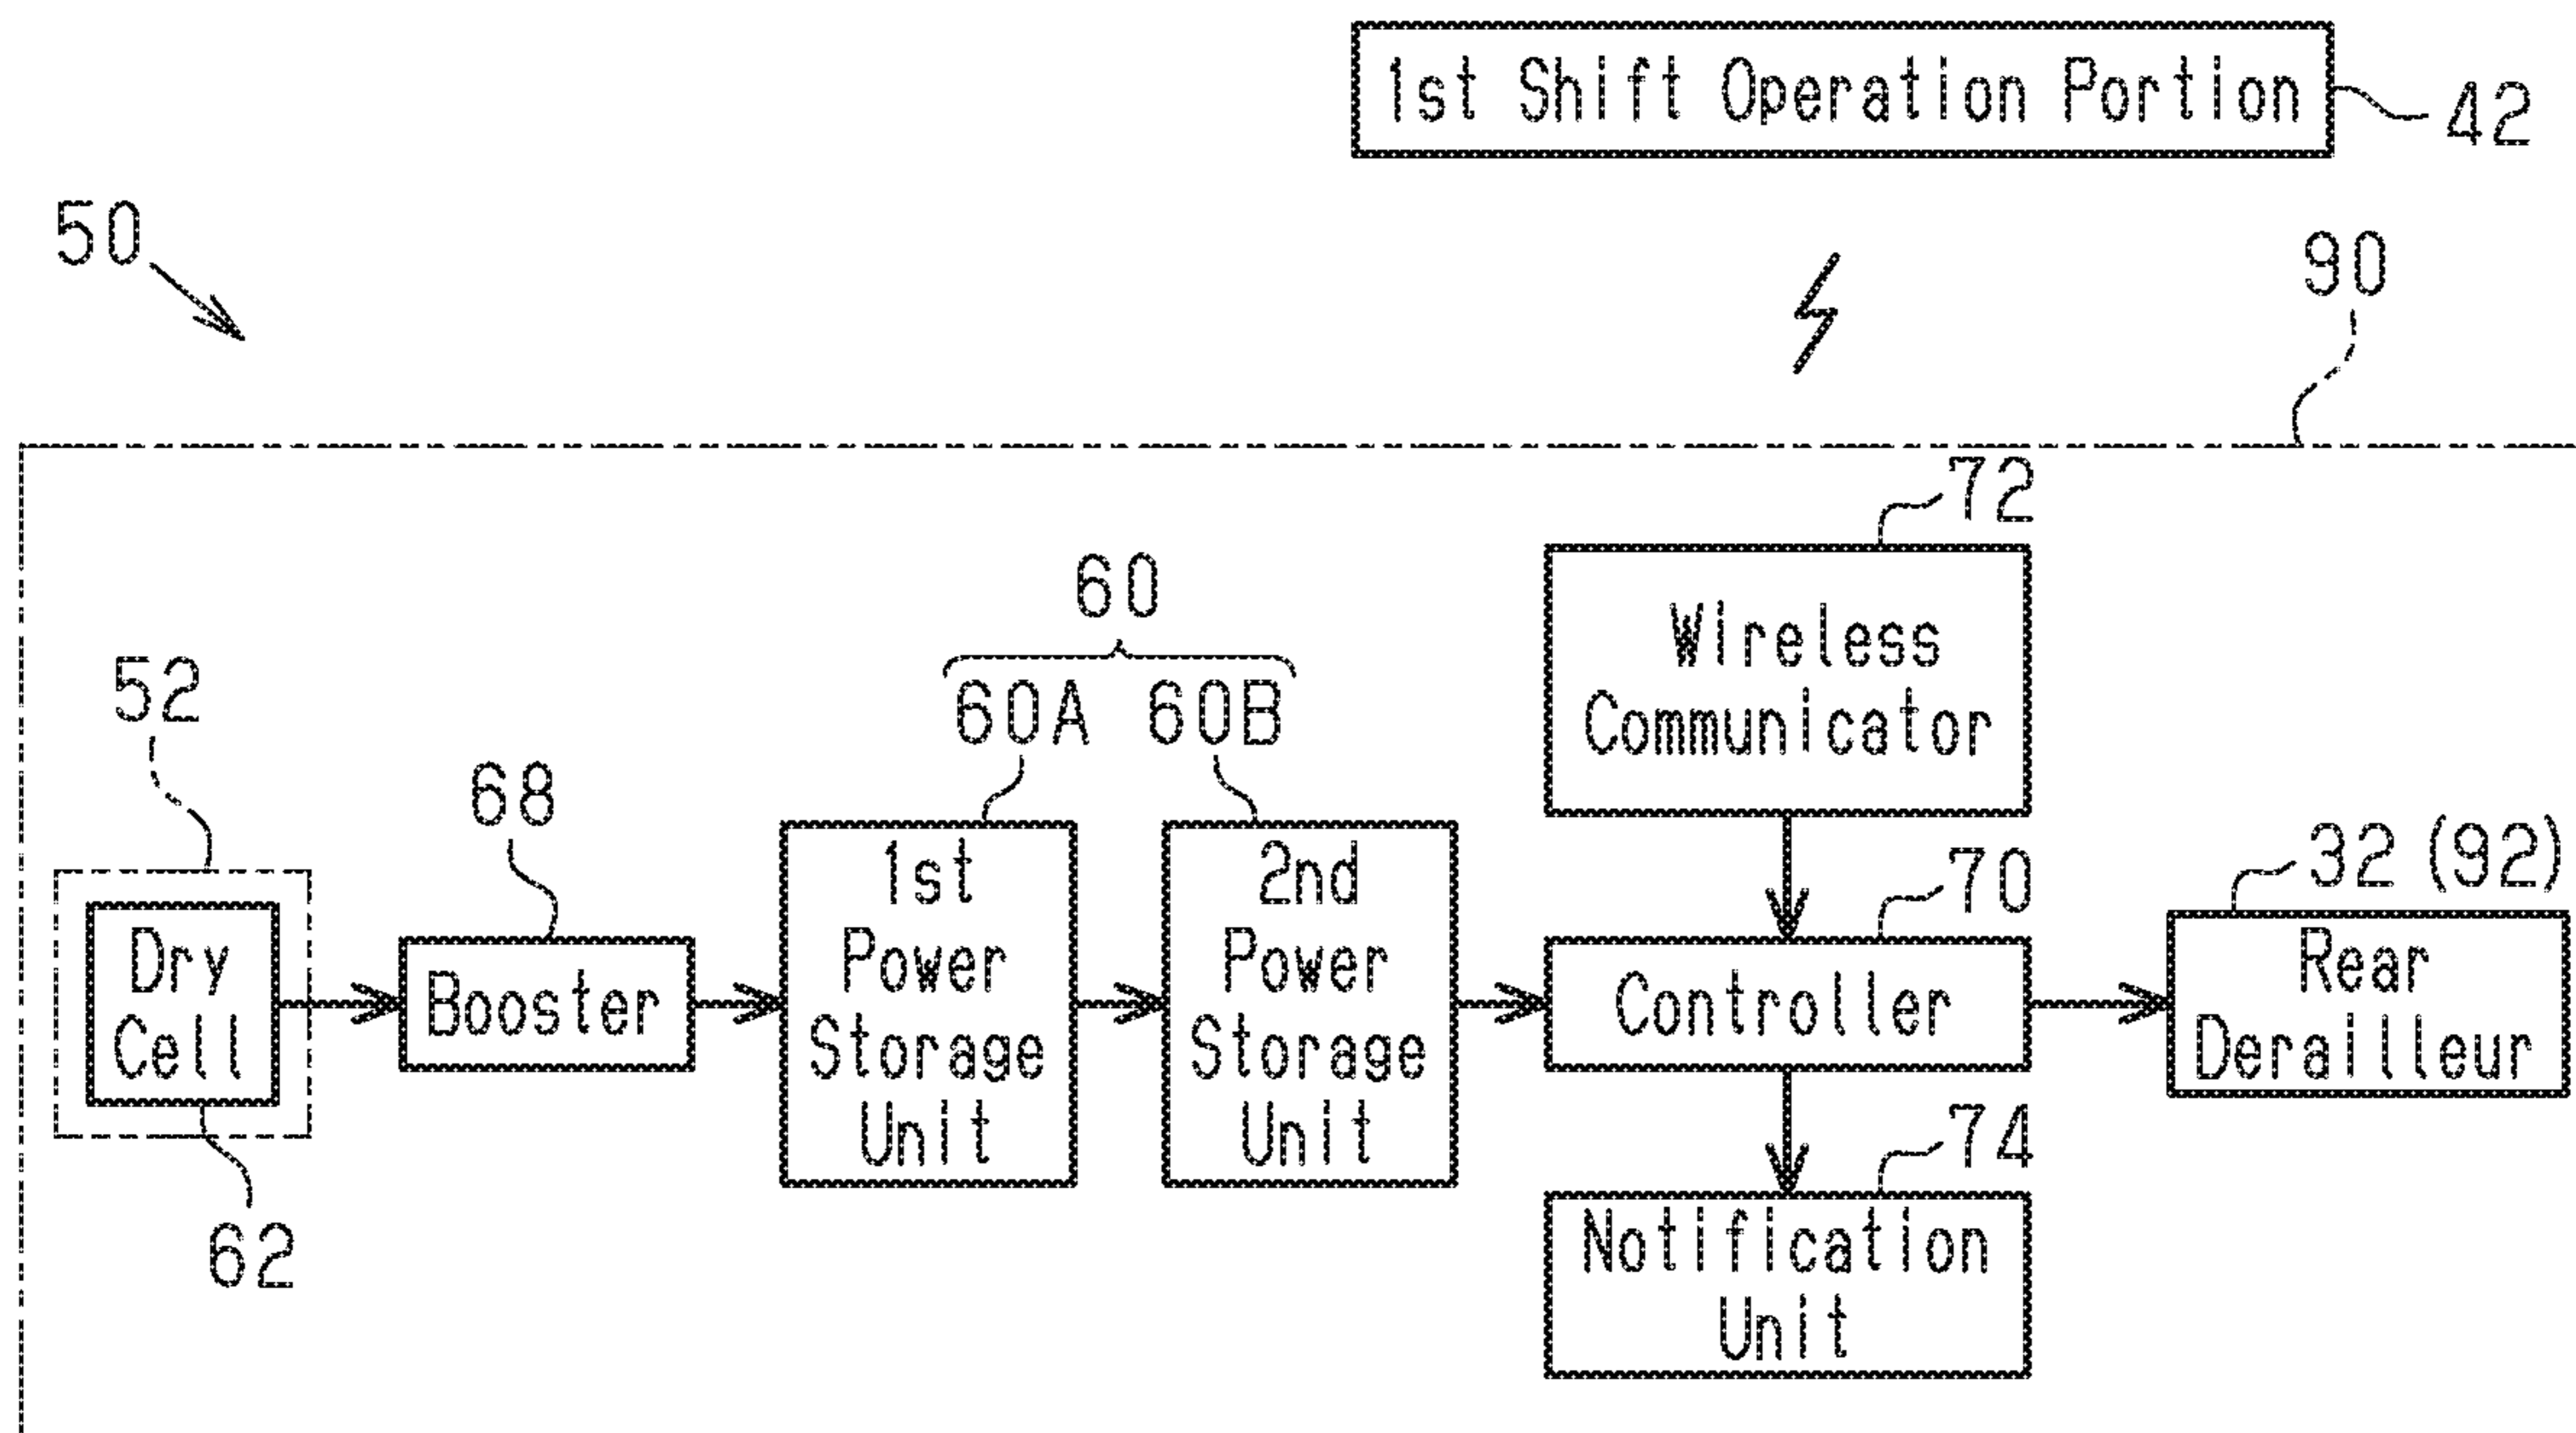 1st Shift Operation Portion
42
50
90
72
60
Wireless
Communicator
52
60A 60B
68
32 (92)
70
Dry
Cell
Booster
1st
Power
Storage
Unit
2nd
Power
Storage
Unit
Controller
Rear
Derailleur
74
62
Notification
Unit